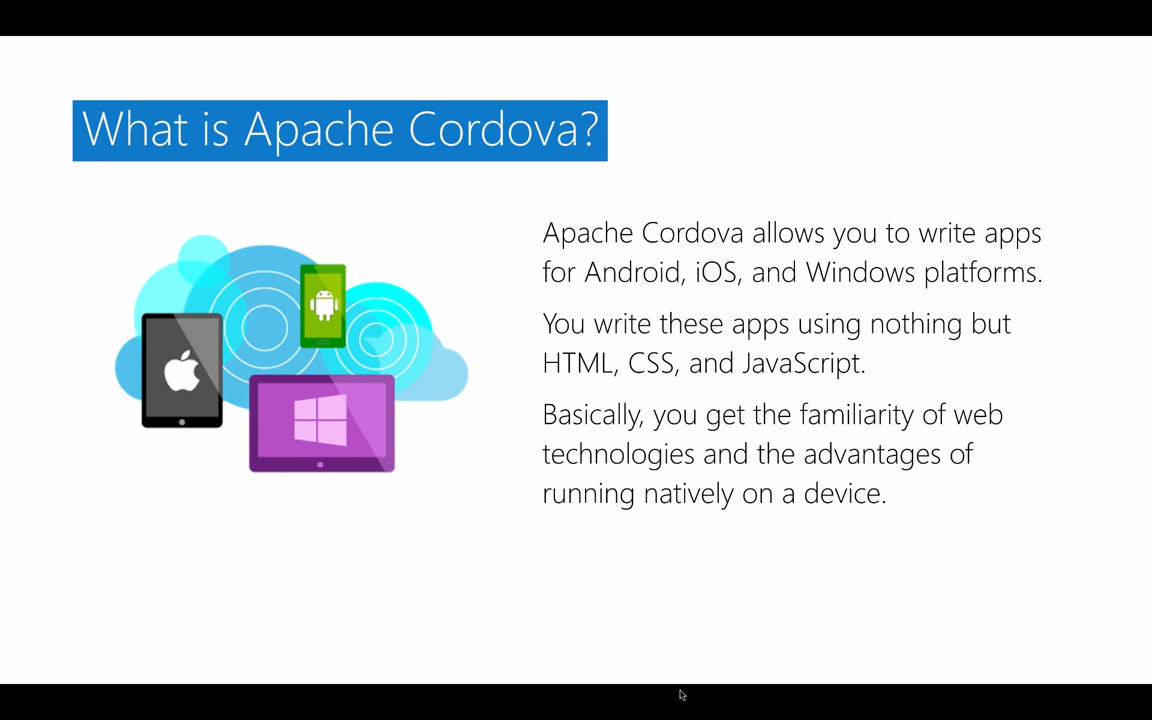 What is Apache Cordova?
Apache Cordova allows you to write apps
for Android, iOS, and Windows platforms.
You write these apps using nothing but
HTML, CSS, and JavaScript.
Basically, you get the familiarity of web
technologies and the advantages of
running natively on a device.